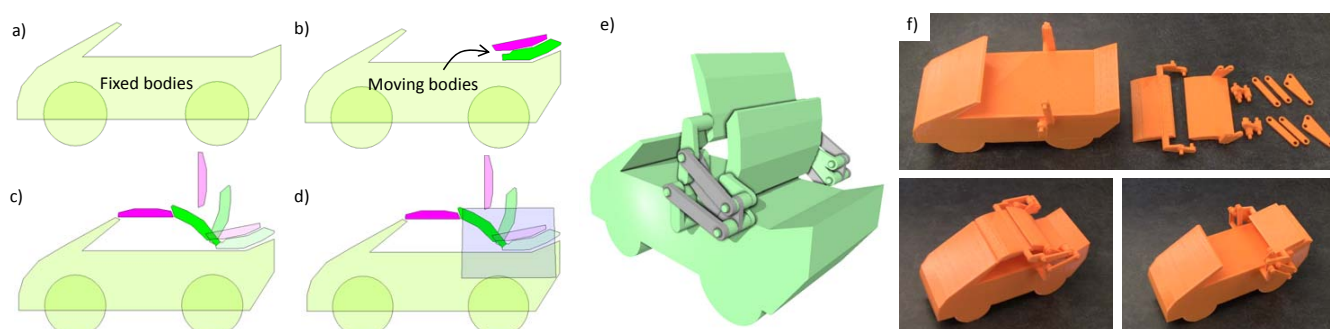 a)
Fixed bodies
b)
Moving bodies
c)
d)
e)
f)